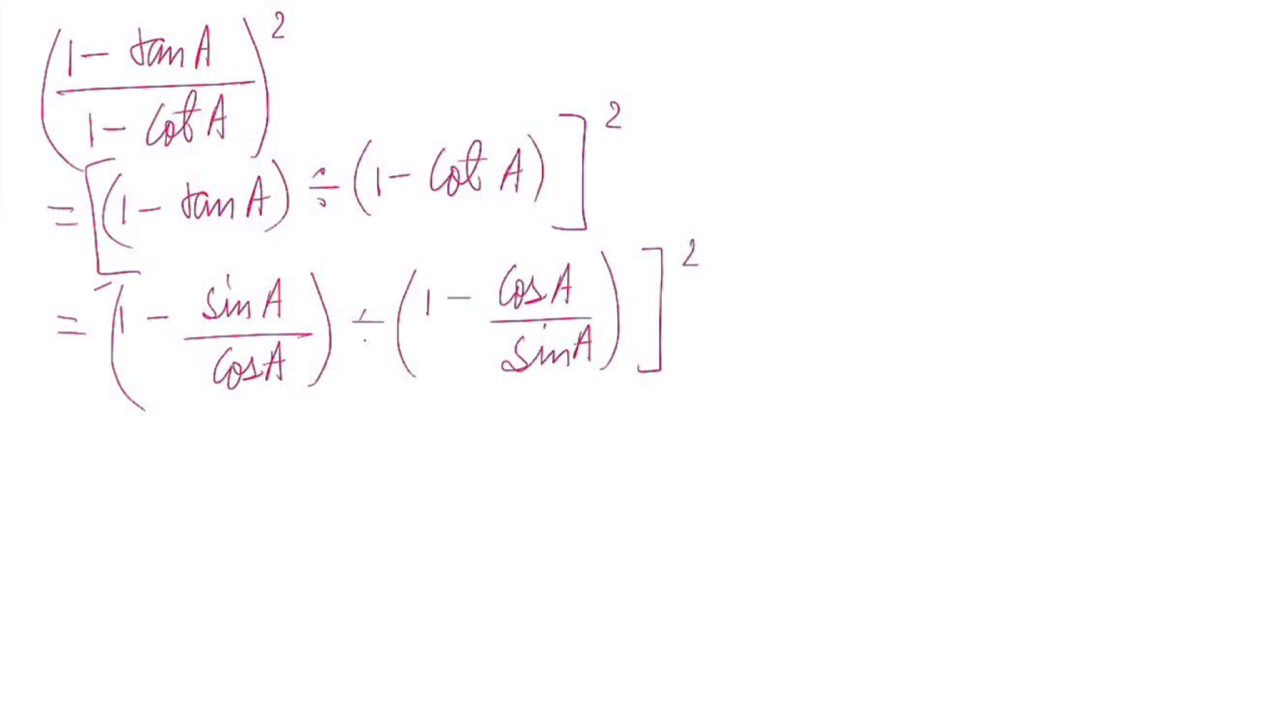 (1 - tan A / 1 - cot A)²
= [(1 - tan A) ÷ (1 - cot A)]²
= (1 - sin A / cos A) ÷ (1 - cos A / sin A)]²